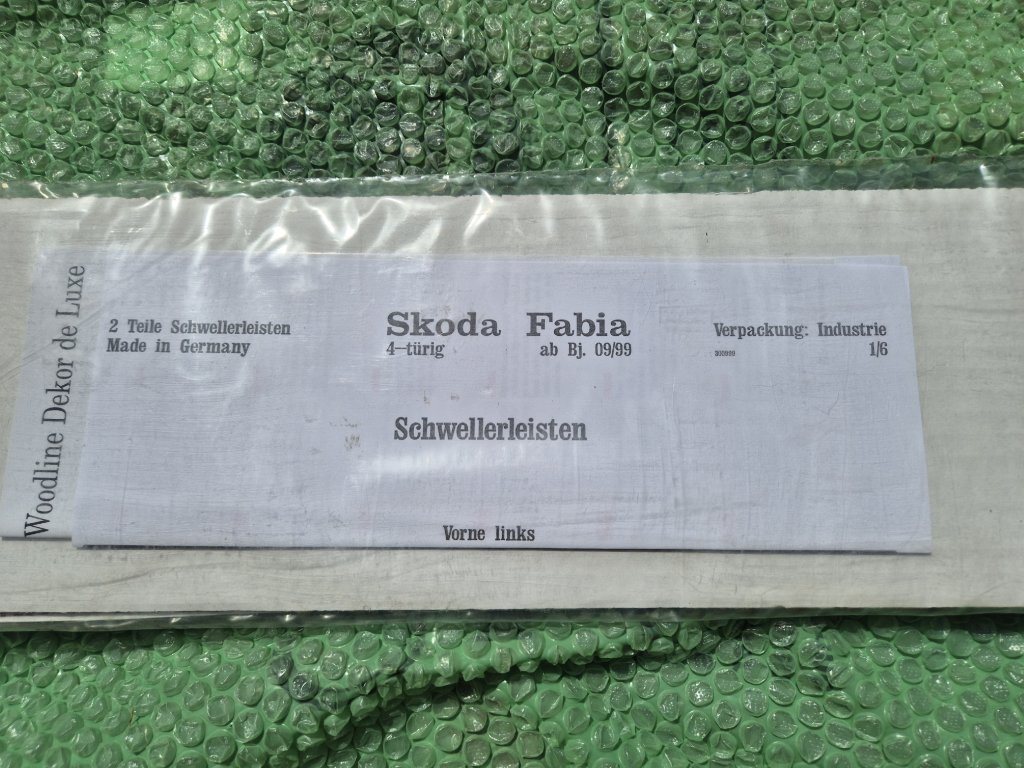 Woodline Dekor de Luxe
2 Teile Schwellerleisten
Made in Germany
Skoda Fabia
4-türig ab Bj. 09/99
Verpackung: Industrie
300999 1/6
Schwellerleisten
Vorne links